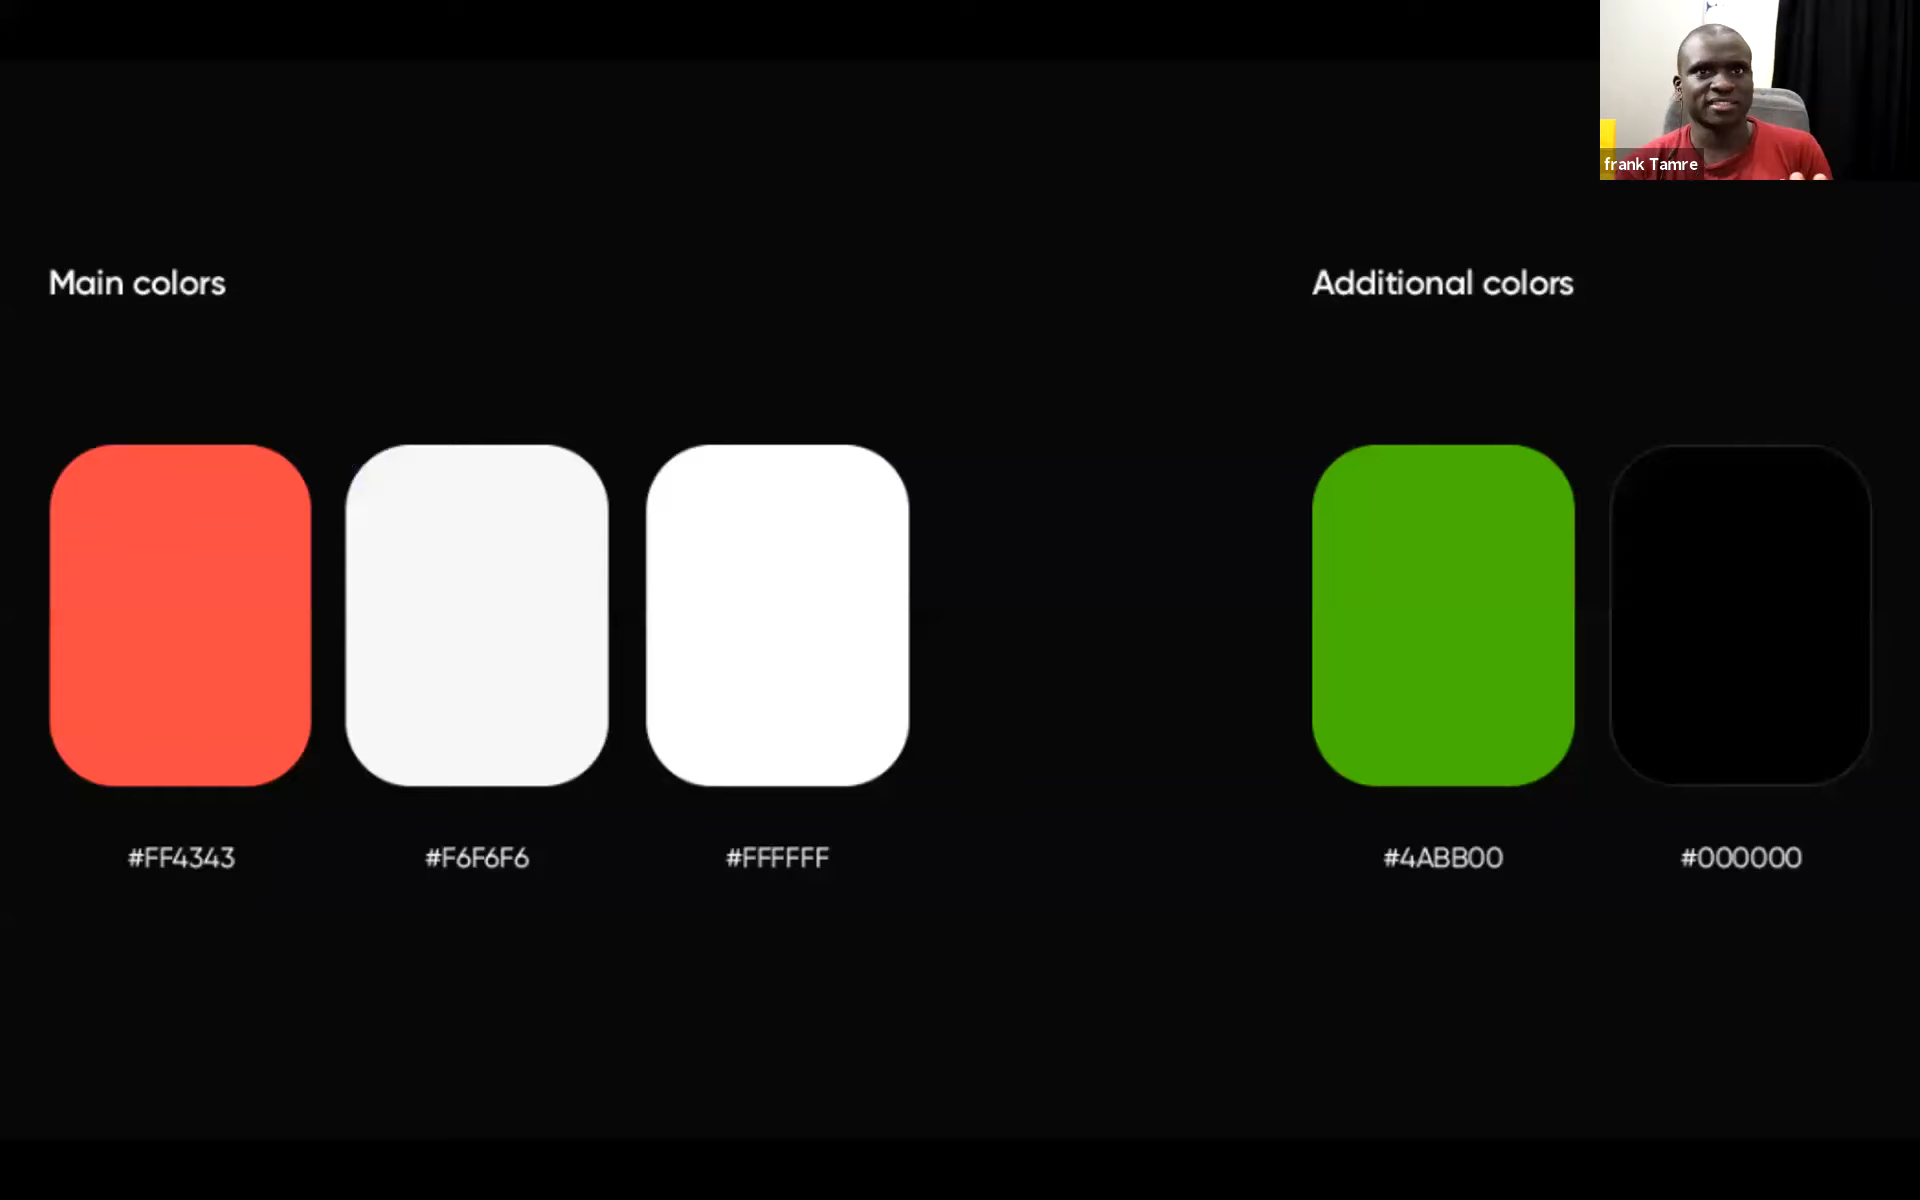 frank Tamre
Main colors
Additional colors
#FF4343
#F6F6F6
#FFFFFF
#4ABB00
#000000